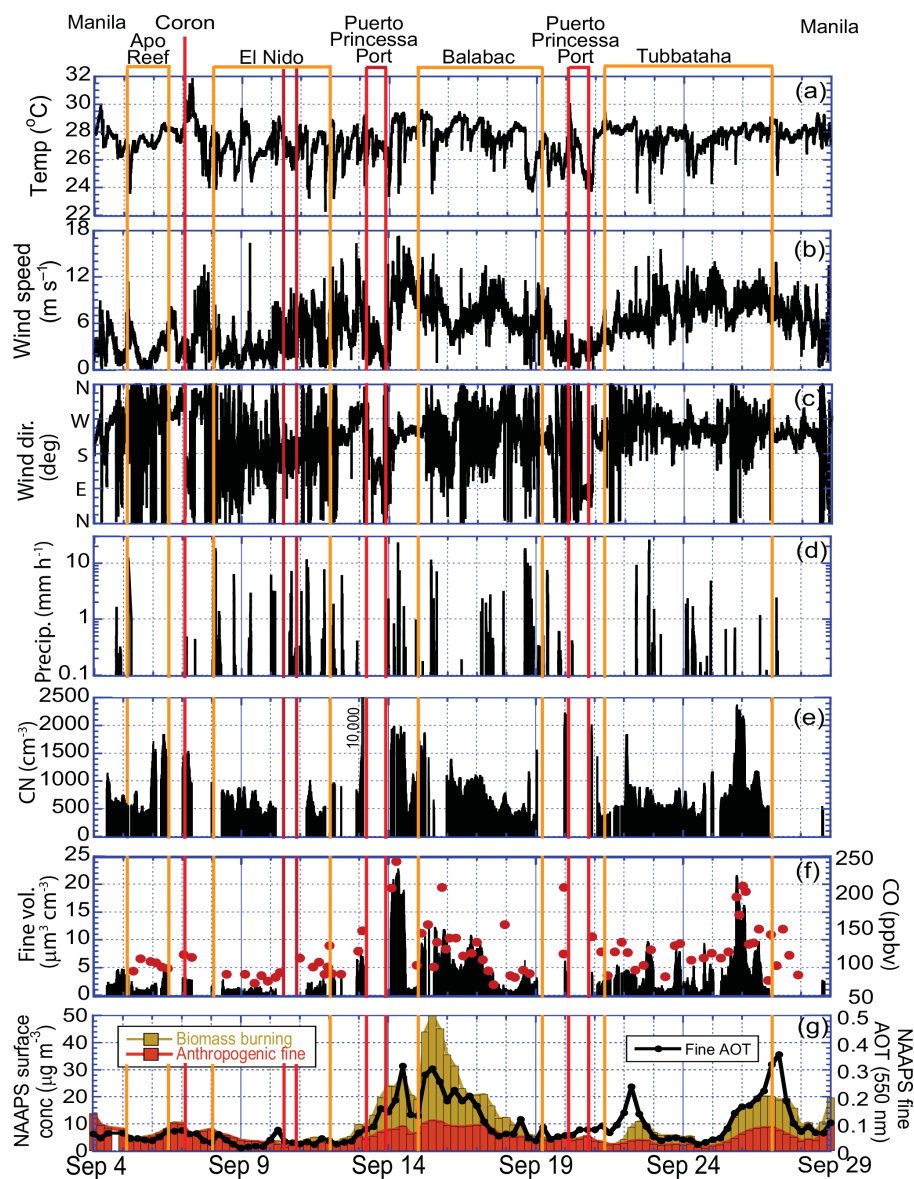 Manila
Coron
Puerto
Princessa
Port
Puerto
Princessa
Port
Manila
Apo
Reef
El Nido
Balabac
Tubbataha
(a)
Temp (°C)
32
30
28
26
24
22
(b)
Wind speed
(m s⁻¹)
18
12
6
0
(c)
Wind dir.
(deg)
N
W
S
E
N
(d)
Precip. (mm h⁻¹)
10
1
0.1
(e)
CN (cm⁻³)
2500
2000
1500
1000
500
0
10,000
(f)
Fine vol.
(μm³ cm⁻³)
25
20
15
10
5
0
CO (ppbv)
250
200
150
100
50
(g)
NAAPS surface
conc (μg m⁻³)
50
40
30
20
10
0
Biomass burning
Anthropogenic fine
Fine AOT
NAAPS fine
AOT (550 nm)
0.5
0.4
0.3
0.2
0.1
0
Sep 4
Sep 9
Sep 14
Sep 19
Sep 24
Sep 29